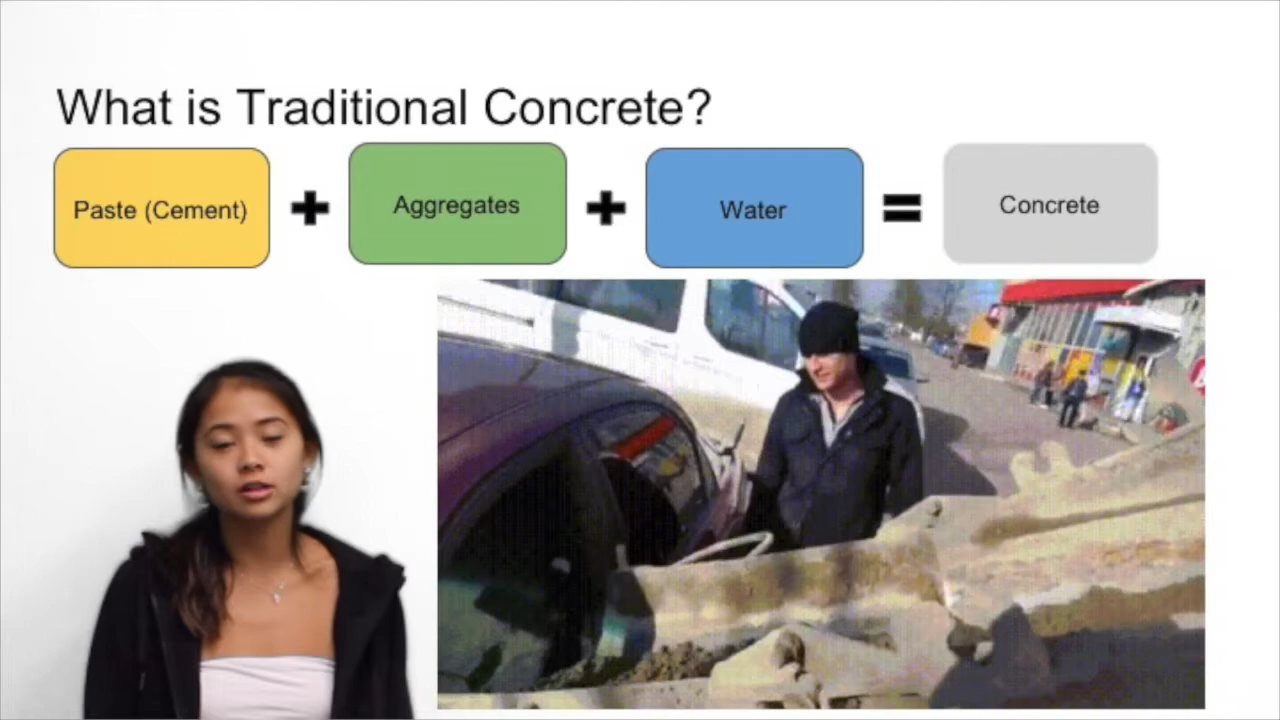 What is Traditional Concrete?
Paste (Cement)
Aggregates
Water
Concrete